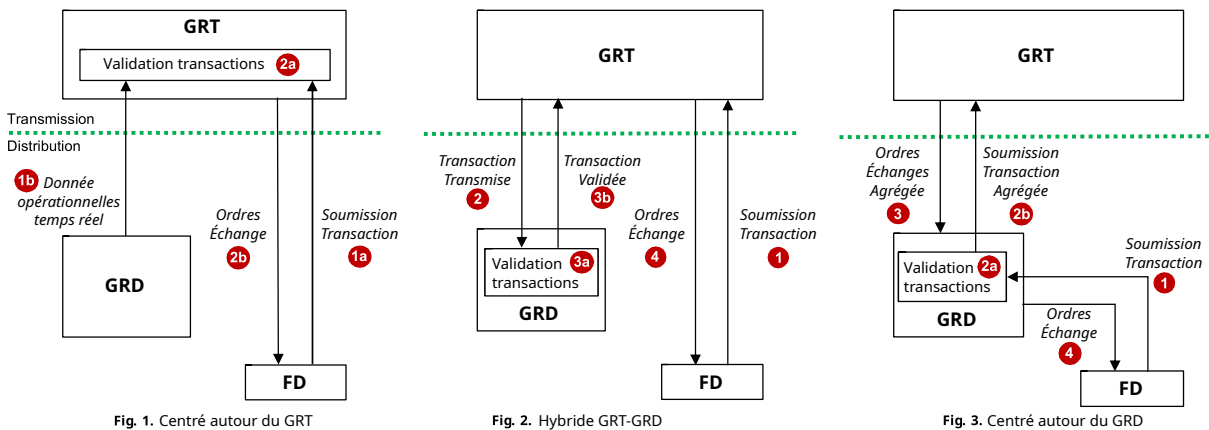 GRT
Validation transactions 2a
Transmission
Distribution
1b Donnée
opérationnelles
temps réel
Ordres
Échange
2b
Soumission
Transaction
1a
GRD
FD
Fig. 1. Centré autour du GRT
GRT
Transaction
Transmise
2
Transaction
Validée
3b
Ordres
Échange
4
Soumission
Transaction
1
Validation 3a
transactions
GRD
FD
Fig. 2. Hybride GRT-GRD
GRT
Ordres
Échanges
Agrégée
3
Soumission
Transaction
Agrégée
2b
Validation 2a
transactions
GRD
Soumission
Transaction
1
Ordres
Échange
4
FD
Fig. 3. Centré autour du GRD